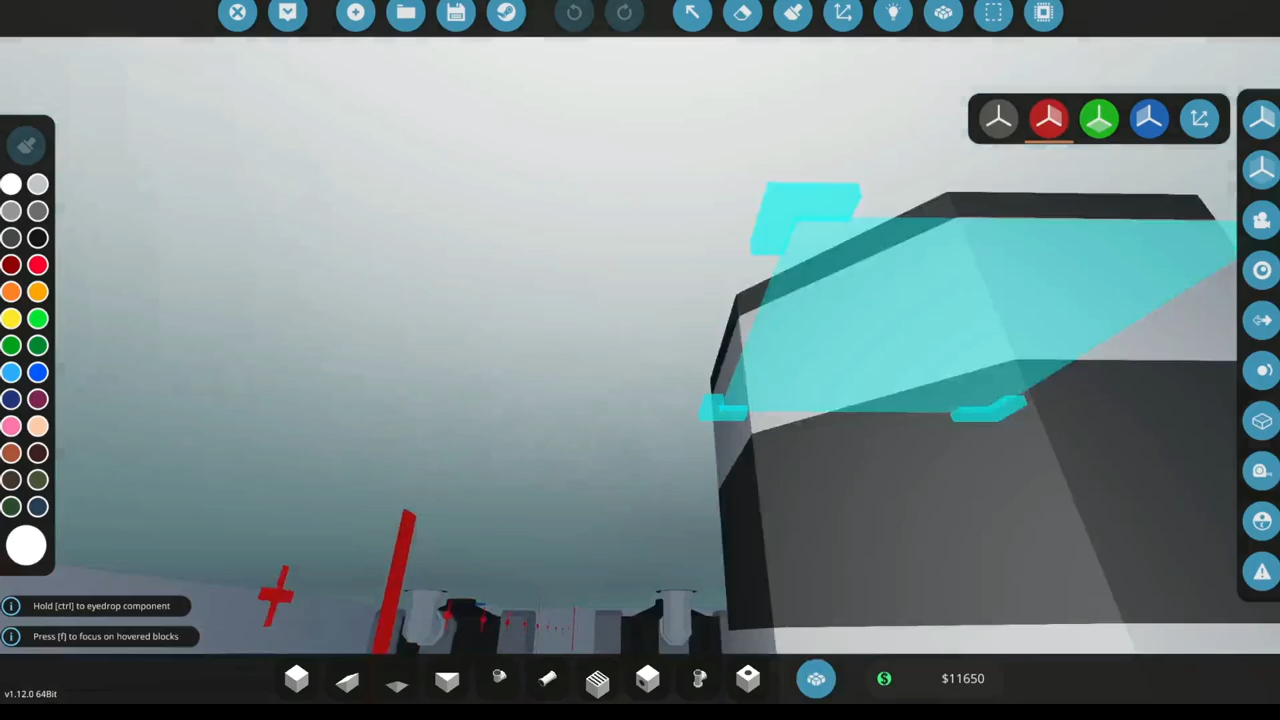 Hold [ctrl] to eyedrop component
Press [f] to focus on hovered blocks
v1.12.0 64Bit
$
$11650